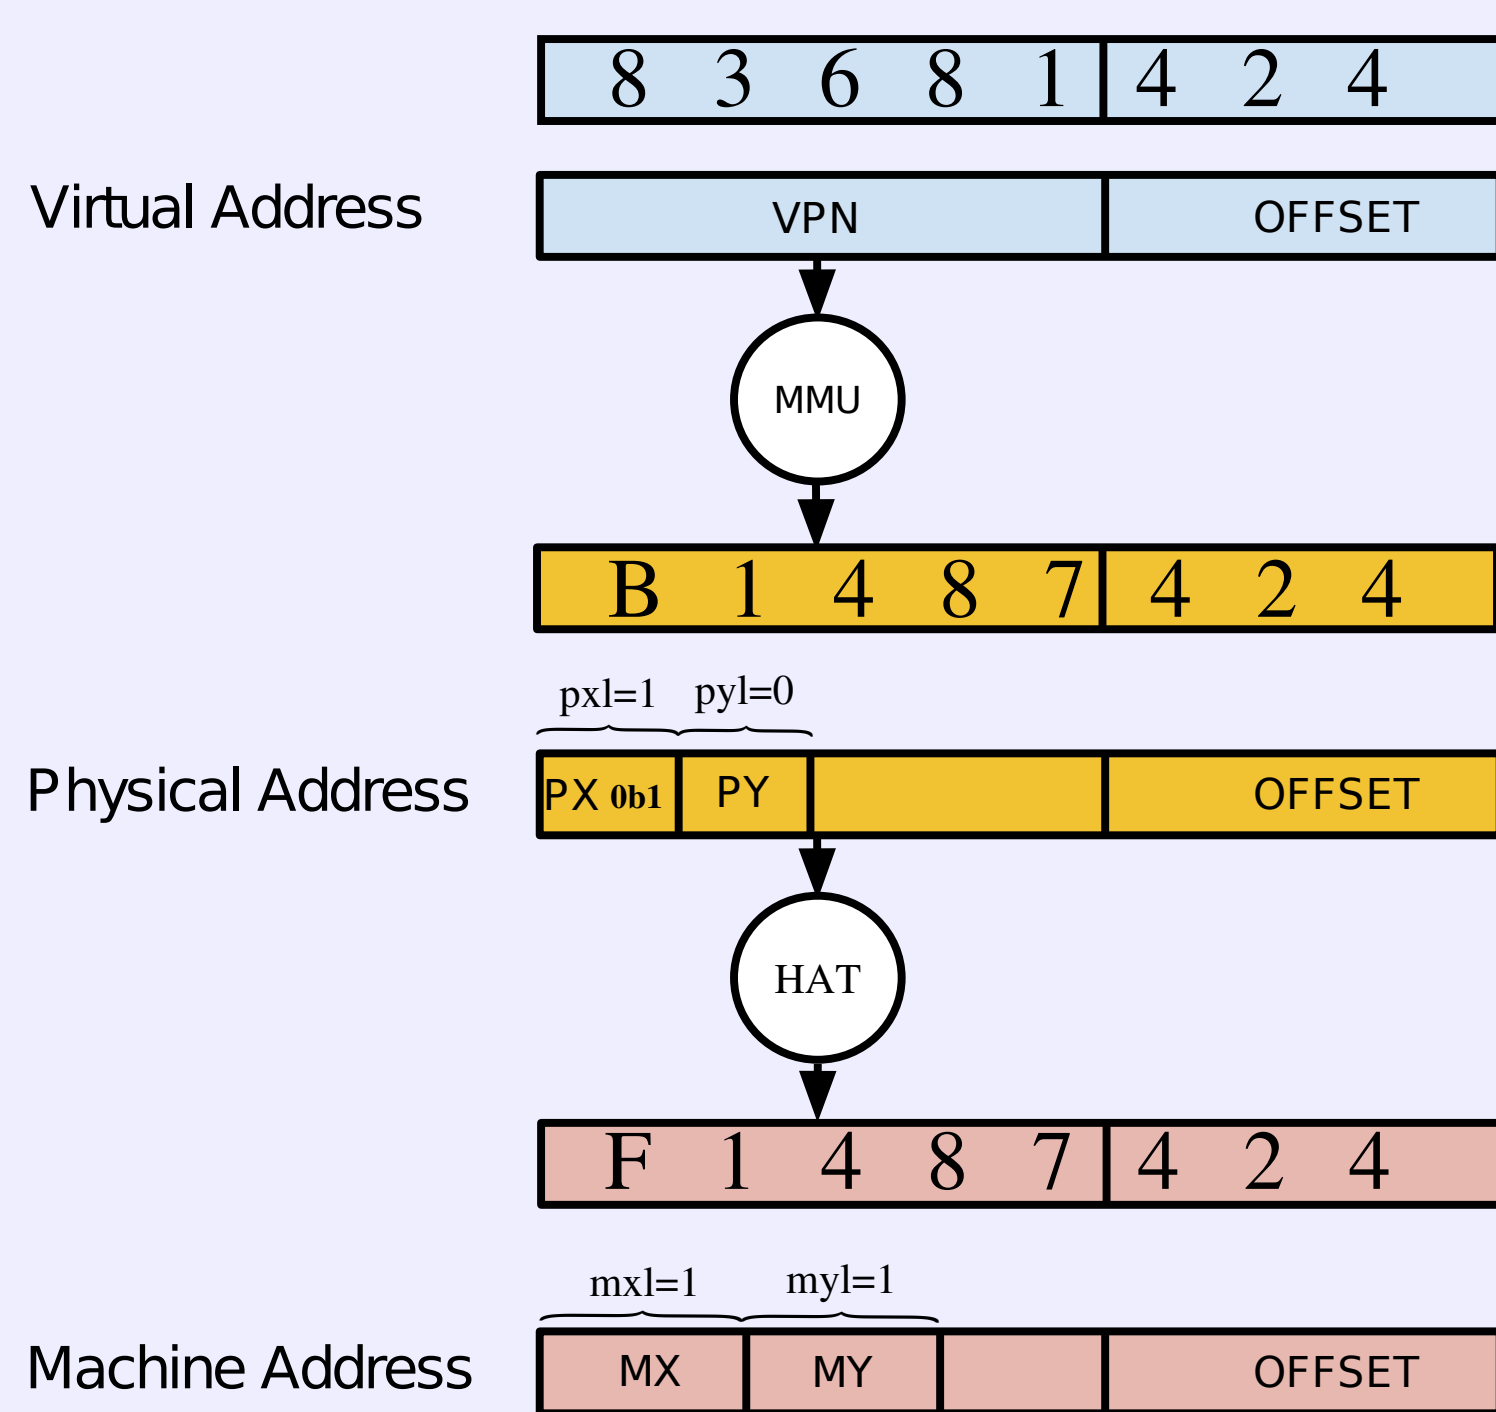 8 3 6 8 1 4 2 4
Virtual Address VPN OFFSET
MMU
B 1 4 8 7 4 2 4
pxl=1 pyl=0
Physical Address PX 0b1 PY OFFSET
HAT
F 1 4 8 7 4 2 4
mxl=1 myl=1
Machine Address MX MY OFFSET